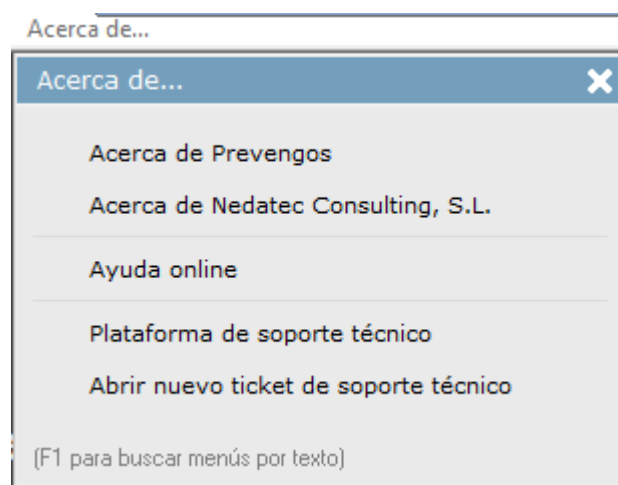 Acerca de...
Acerca de...
Acerca de Prevengos
Acerca de Nedatec Consulting, S.L.
Ayuda online
Plataforma de soporte técnico
Abrir nuevo ticket de soporte técnico
(F1 para buscar menús por texto)